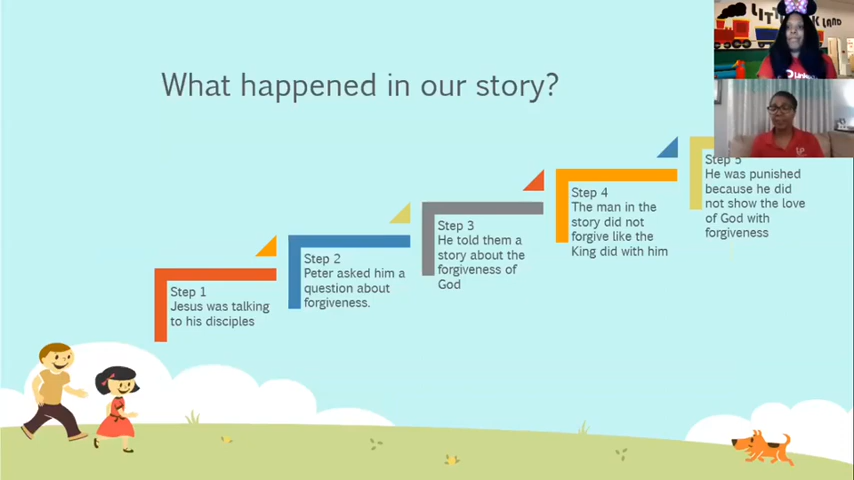 What happened in our story?
Step 1
Jesus was talking
to his disciples
Step 2
Peter asked him a
question about
forgiveness.
Step 3
He told them a
story about the
forgiveness of
God
Step 4
The man in the
story did not
forgive like the
King did with him
Step 5
He was punished
because he did
not show the love
of God with
forgiveness
LAND